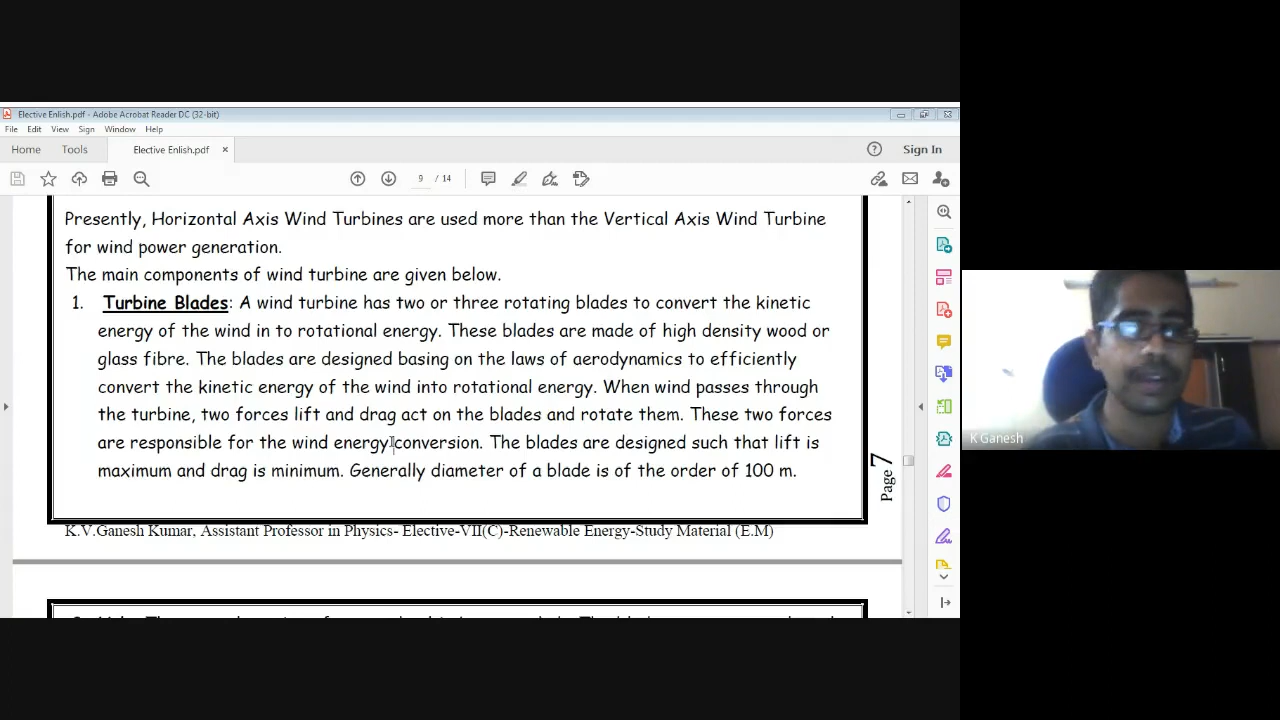 Elective Enlish.pdf - Adobe Acrobat Reader DC (32-bit)
File Edit View Sign Window Help
Home Tools Elective Enlish.pdf × Sign In
9 / 14
Presently, Horizontal Axis Wind Turbines are used more than the Vertical Axis Wind Turbine
for wind power generation.
The main components of wind turbine are given below.
1. Turbine Blades: A wind turbine has two or three rotating blades to convert the kinetic
energy of the wind in to rotational energy. These blades are made of high density wood or
glass fibre. The blades are designed basing on the laws of aerodynamics to efficiently
convert the kinetic energy of the wind into rotational energy. When wind passes through
the turbine, two forces lift and drag act on the blades and rotate them. These two forces
are responsible for the wind energy conversion. The blades are designed such that lift is
maximum and drag is minimum. Generally diameter of a blade is of the order of 100 m.
Page 7
K.V.Ganesh Kumar, Assistant Professor in Physics- Elective-VII(C)-Renewable Energy-Study Material (E.M)
K Ganesh